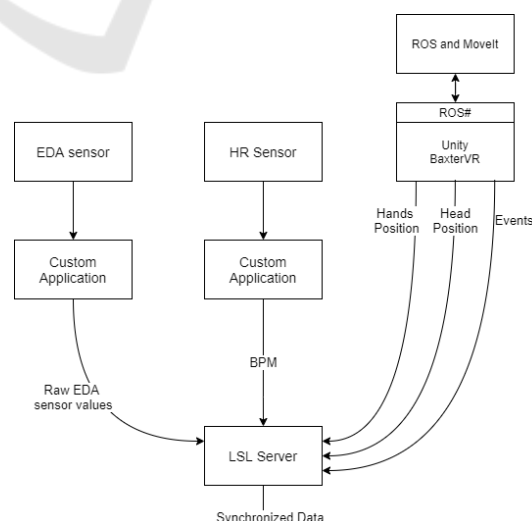 ROS and MoveIt
ROS#
Unity
BaxterVR
EDA sensor
HR Sensor
Hands
Position
Head
Position
Events
Custom
Application
Custom
Application
BPM
Raw EDA
sensor values
LSL Server
Synchronized Data